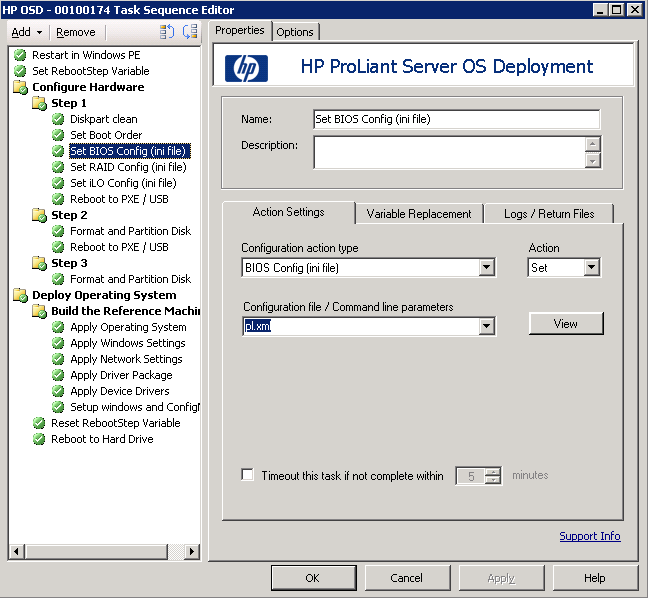 HP OSD - 00100174 Task Sequence Editor
Add Remove
Restart in Windows PE
Set RebootStep Variable
Configure Hardware
Step 1
Diskpart clean
Set Boot Order
Set BIOS Config (ini file)
Set RAID Config (ini file)
Set iLO Config (ini file)
Reboot to PXE / USB
Step 2
Format and Partition Disk
Reboot to PXE / USB
Step 3
Format and Partition Disk
Deploy Operating System
Build the Reference Machin
Apply Operating System
Apply Windows Settings
Apply Network Settings
Apply Driver Package
Apply Device Drivers
Setup windows and Config
Reset RebootStep Variable
Reboot to Hard Drive
Properties Options
hp HP ProLiant Server OS Deployment
Name: Set BIOS Config (ini file)
Description:
Action Settings Variable Replacement Logs / Return Files
Configuration action type Action
BIOS Config (ini file) Set
Configuration file / Command line parameters
pl.xml View
Timeout this task if not complete within 5 minutes
Support Info
OK Cancel Apply Help